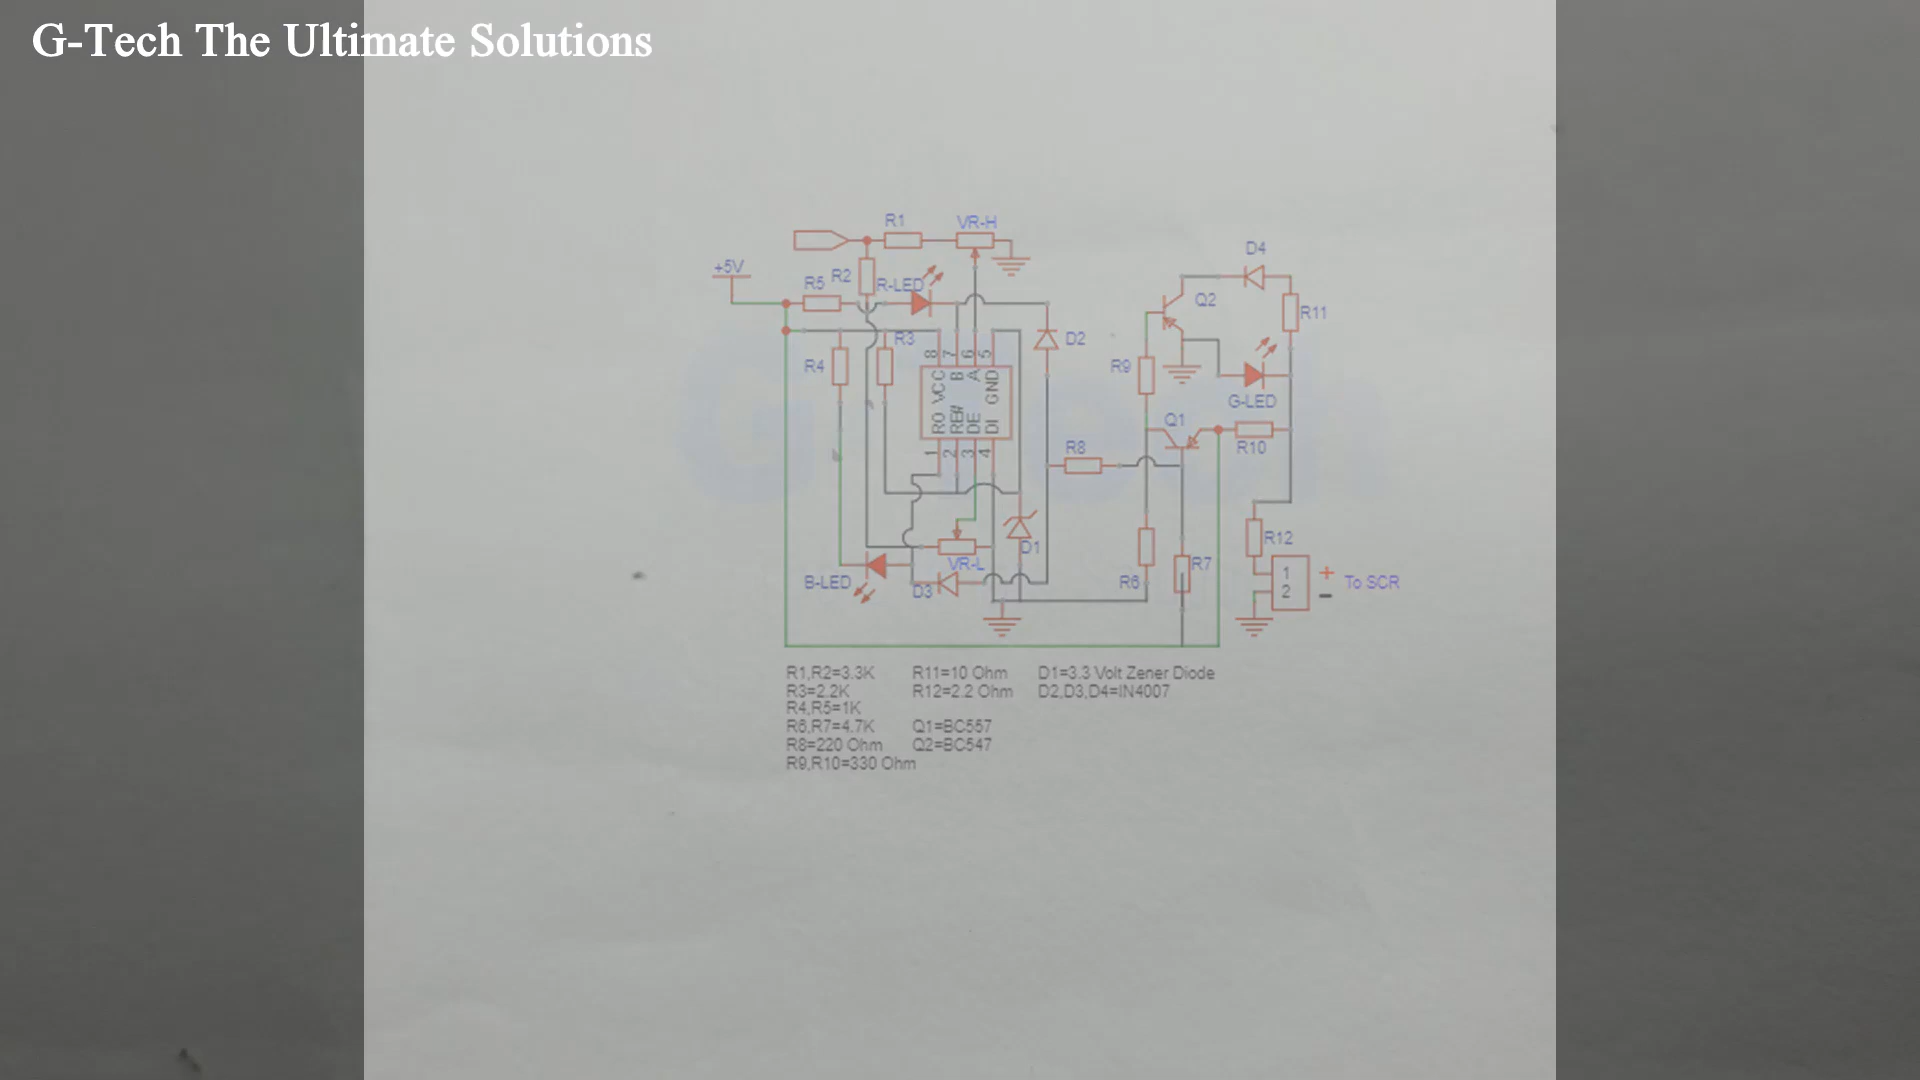 G-Tech The Ultimate Solutions
R1
VR-H
D4
+5V
R5
R2
R-LED
Q2
R11
R3
D2
R4
8
7
6
5
R9
VCC
B
A
GND
G-LED
RO
RE#
DE
DI
Q1
R10
R8
1
2
3
4
D1
R12
VR-L
R7
B-LED
D3
R6
1
2
+
-
To SCR
R1,R2=3.3K R11=10 Ohm D1=3.3 Volt Zener Diode
R3=2.2K R12=2.2 Ohm D2,D3,D4=IN4007
R4,R5=1K
R6,R7=4.7K Q1=BC557
R8=220 Ohm Q2=BC547
R9,R10=330 Ohm